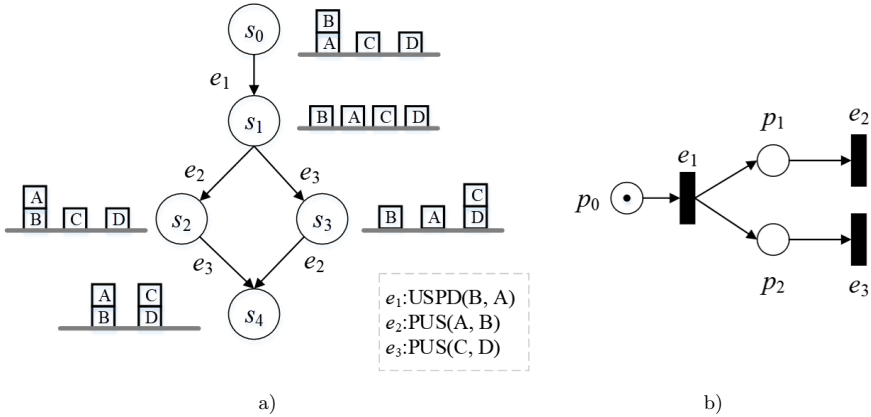 s0
B
A C D
e1
s1
B A C D
e2
e3
A
B C D
s2
s3
C
B A D
e3
e2
A C
B D
s4
e1:USPD(B, A)
e2:PUS(A, B)
e3:PUS(C, D)
a)
p0
e1
p1
e2
p2
e3
b)